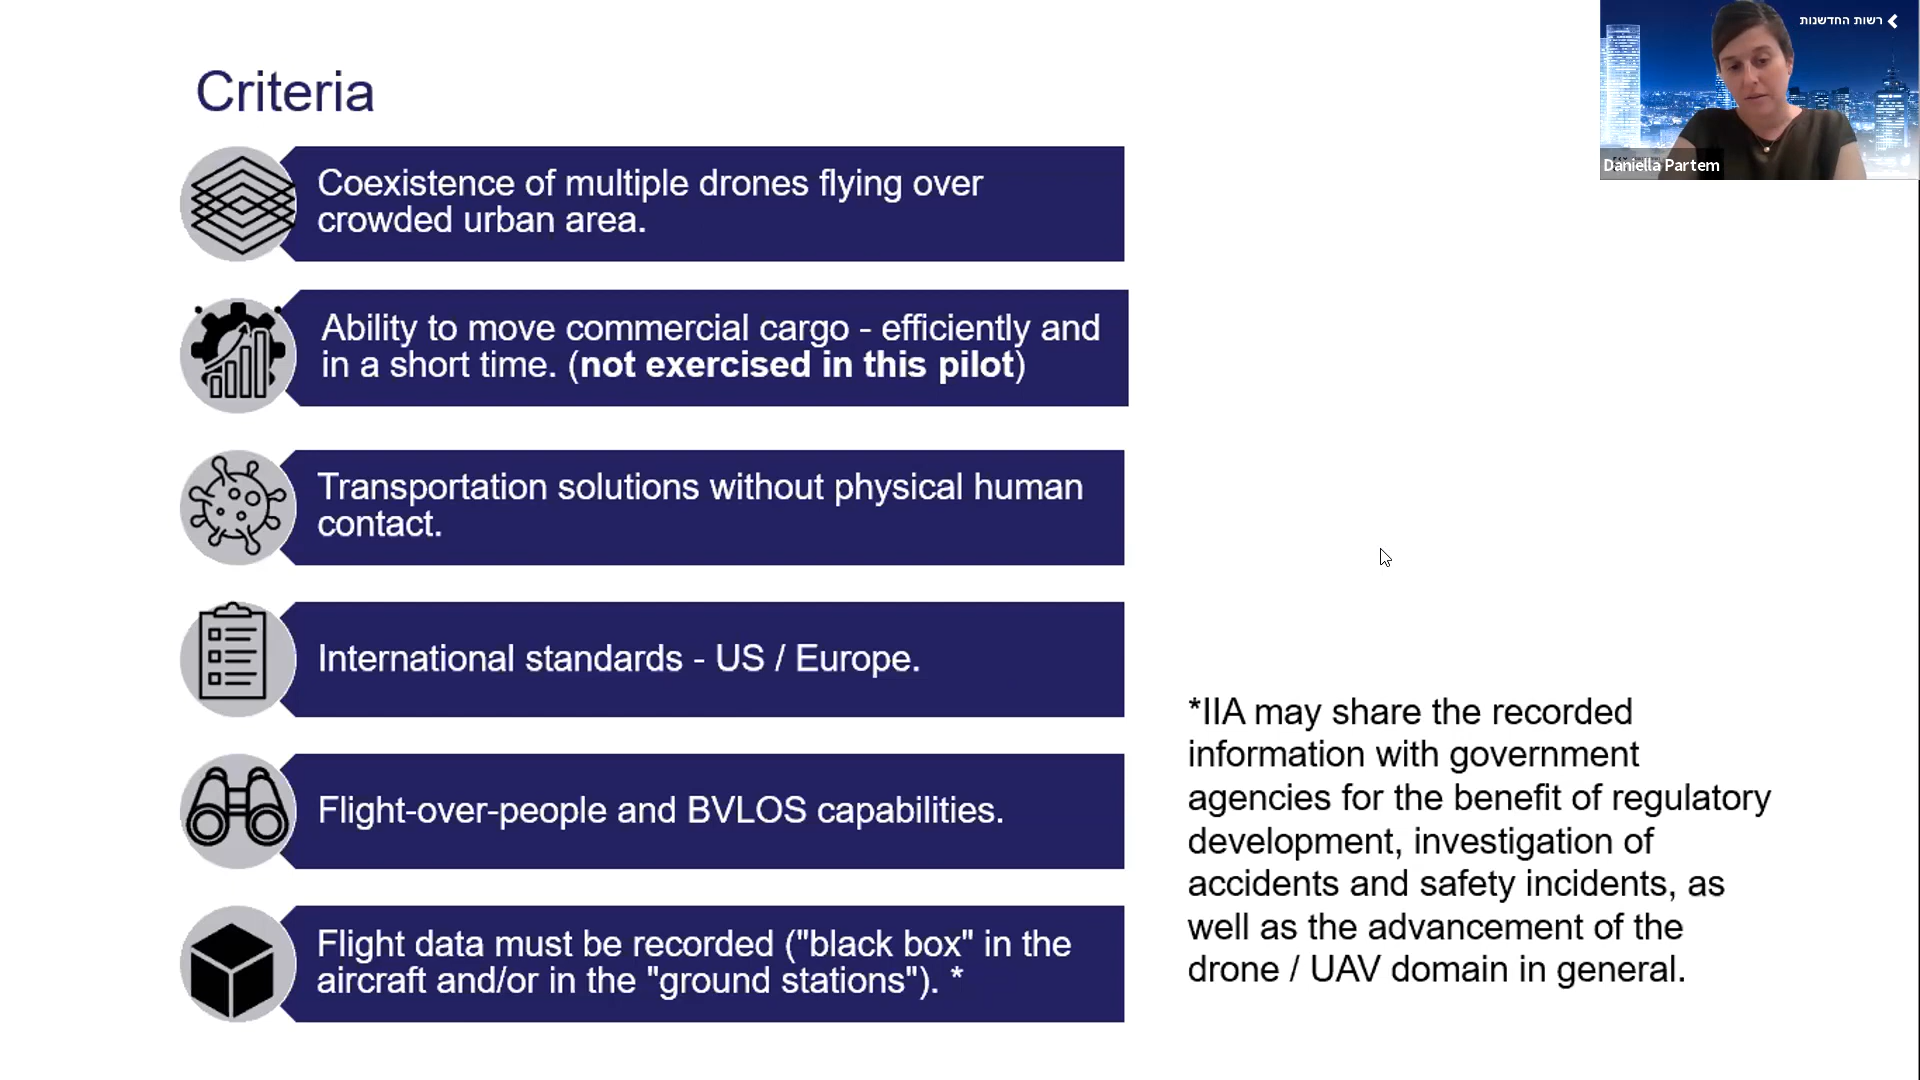 רשות החדשנות
Daniella Partem
Criteria
Coexistence of multiple drones flying over
crowded urban area.
Ability to move commercial cargo - efficiently and
in a short time. (not exercised in this pilot)
Transportation solutions without physical human
contact.
International standards - US / Europe.
Flight-over-people and BVLOS capabilities.
Flight data must be recorded ("black box" in the
aircraft and/or in the "ground stations"). *
*IIA may share the recorded
information with government
agencies for the benefit of regulatory
development, investigation of
accidents and safety incidents, as
well as the advancement of the
drone / UAV domain in general.